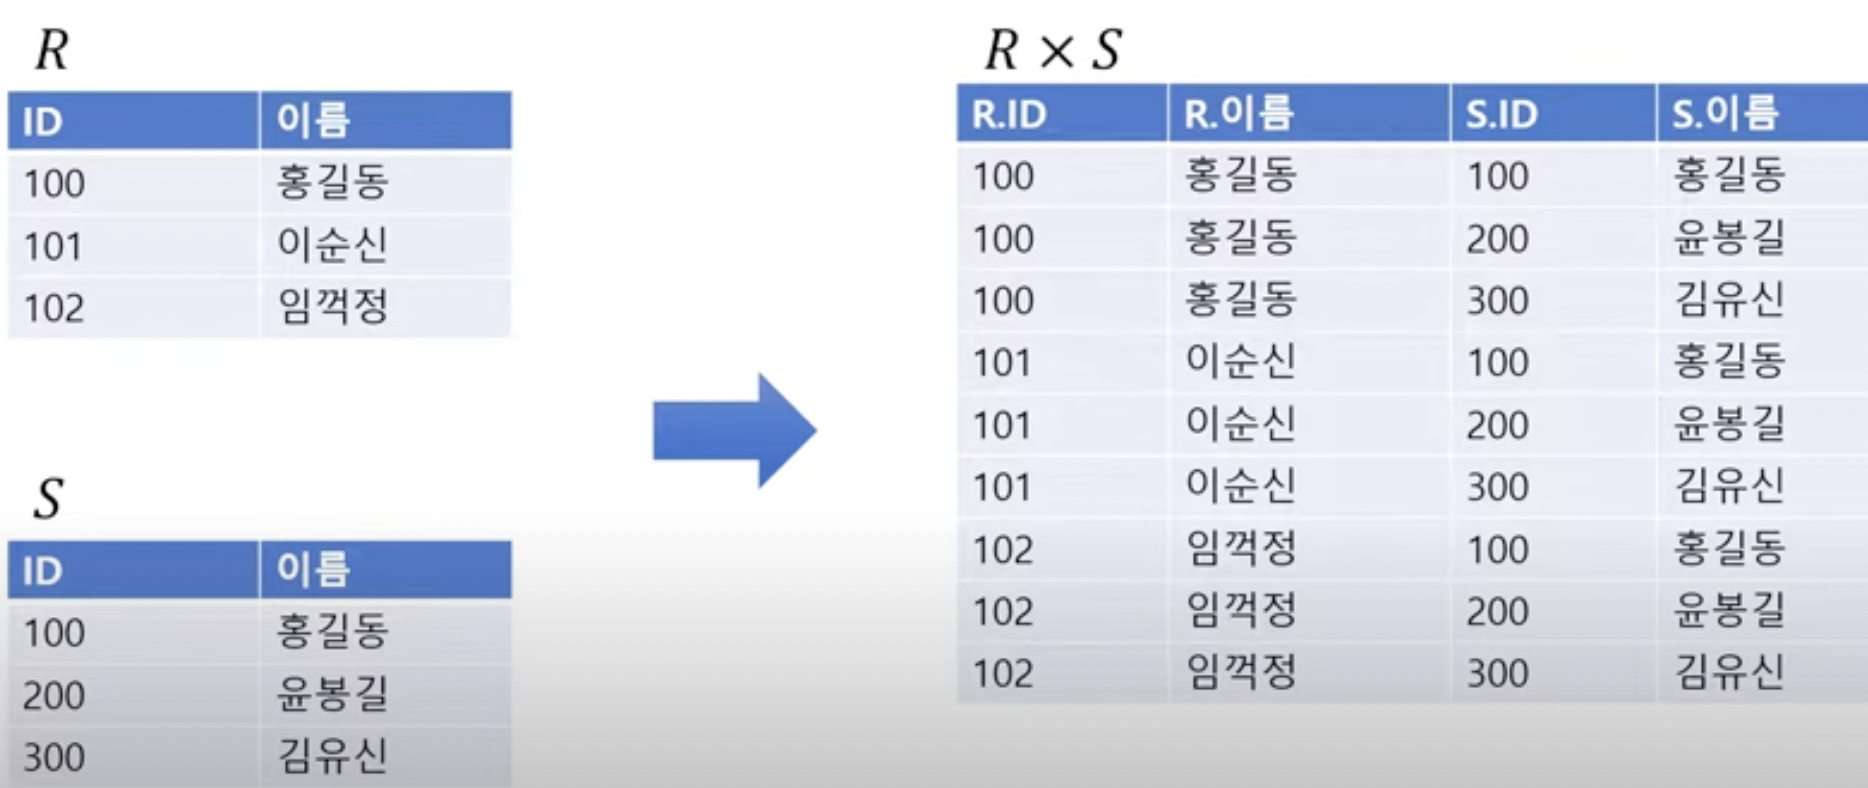 R
ID 이름
100 홍길동
101 이순신
102 임꺽정
S
ID 이름
100 홍길동
200 윤봉길
300 김유신
R × S
R.ID R.이름 S.ID S.이름
100 홍길동 100 홍길동
100 홍길동 200 윤봉길
100 홍길동 300 김유신
101 이순신 100 홍길동
101 이순신 200 윤봉길
101 이순신 300 김유신
102 임꺽정 100 홍길동
102 임꺽정 200 윤봉길
102 임꺽정 300 김유신